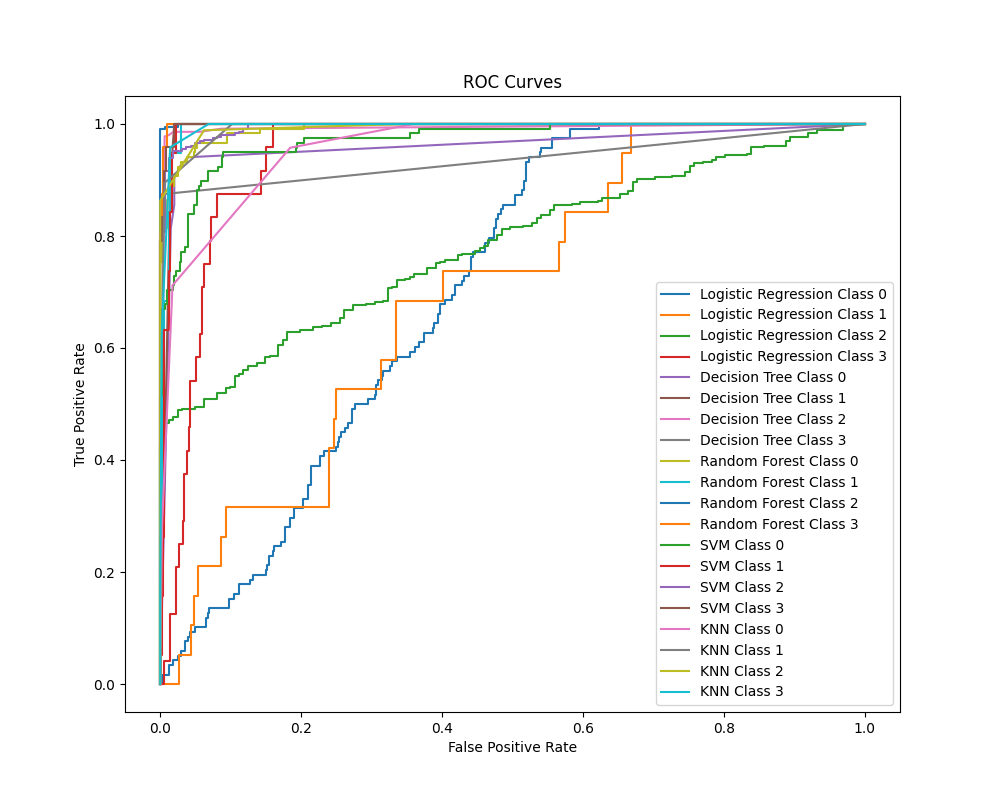 ROC Curves
1.0
0.8
0.6
0.4
0.2
0.0
True Positive Rate
Logistic Regression Class 0
Logistic Regression Class 1
Logistic Regression Class 2
Logistic Regression Class 3
Decision Tree Class 0
Decision Tree Class 1
Decision Tree Class 2
Decision Tree Class 3
Random Forest Class 0
Random Forest Class 1
Random Forest Class 2
Random Forest Class 3
SVM Class 0
SVM Class 1
SVM Class 2
SVM Class 3
KNN Class 0
KNN Class 1
KNN Class 2
KNN Class 3
0.0 0.2 0.4 0.6 0.8 1.0
False Positive Rate